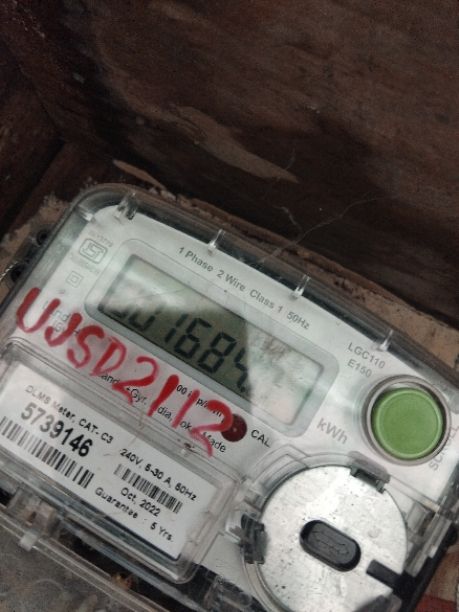 1 Phase 2 Wire Class 1 50Hz
LGC110
E150
001684
kWh
UJSD2112
CAL
DLMS Meter, CAT- C3
5739146
240V, 5-30 A, 50Hz
Oct. 2022
Guarantee : 5 Yrs.